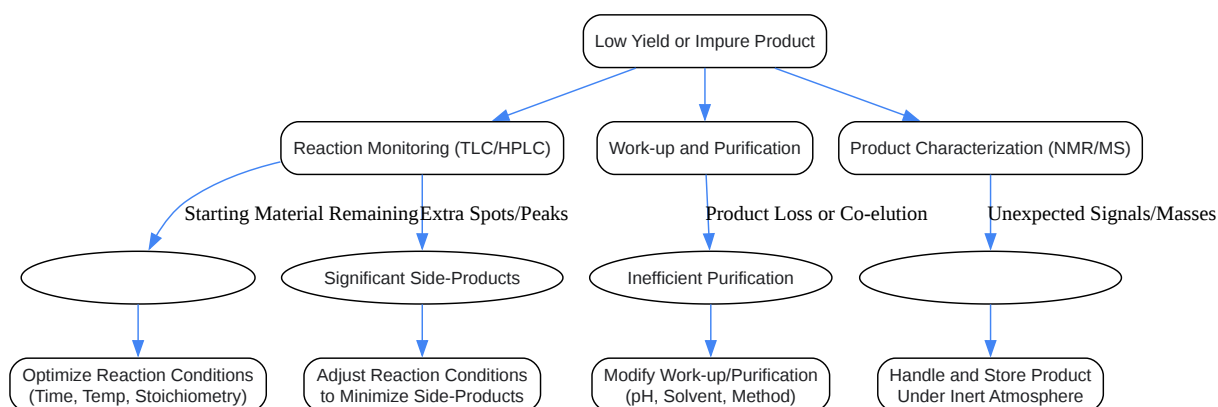 Low Yield or Impure Product
Reaction Monitoring (TLC/HPLC)
Work-up and Purification
Product Characterization (NMR/MS)
Starting Material Remaining
Extra Spots/Peaks
Product Loss or Co-elution
Unexpected Signals/Masses
Significant Side-Products
Inefficient Purification
Optimize Reaction Conditions
(Time, Temp, Stoichiometry)
Adjust Reaction Conditions
to Minimize Side-Products
Modify Work-up/Purification
(pH, Solvent, Method)
Handle and Store Product
Under Inert Atmosphere